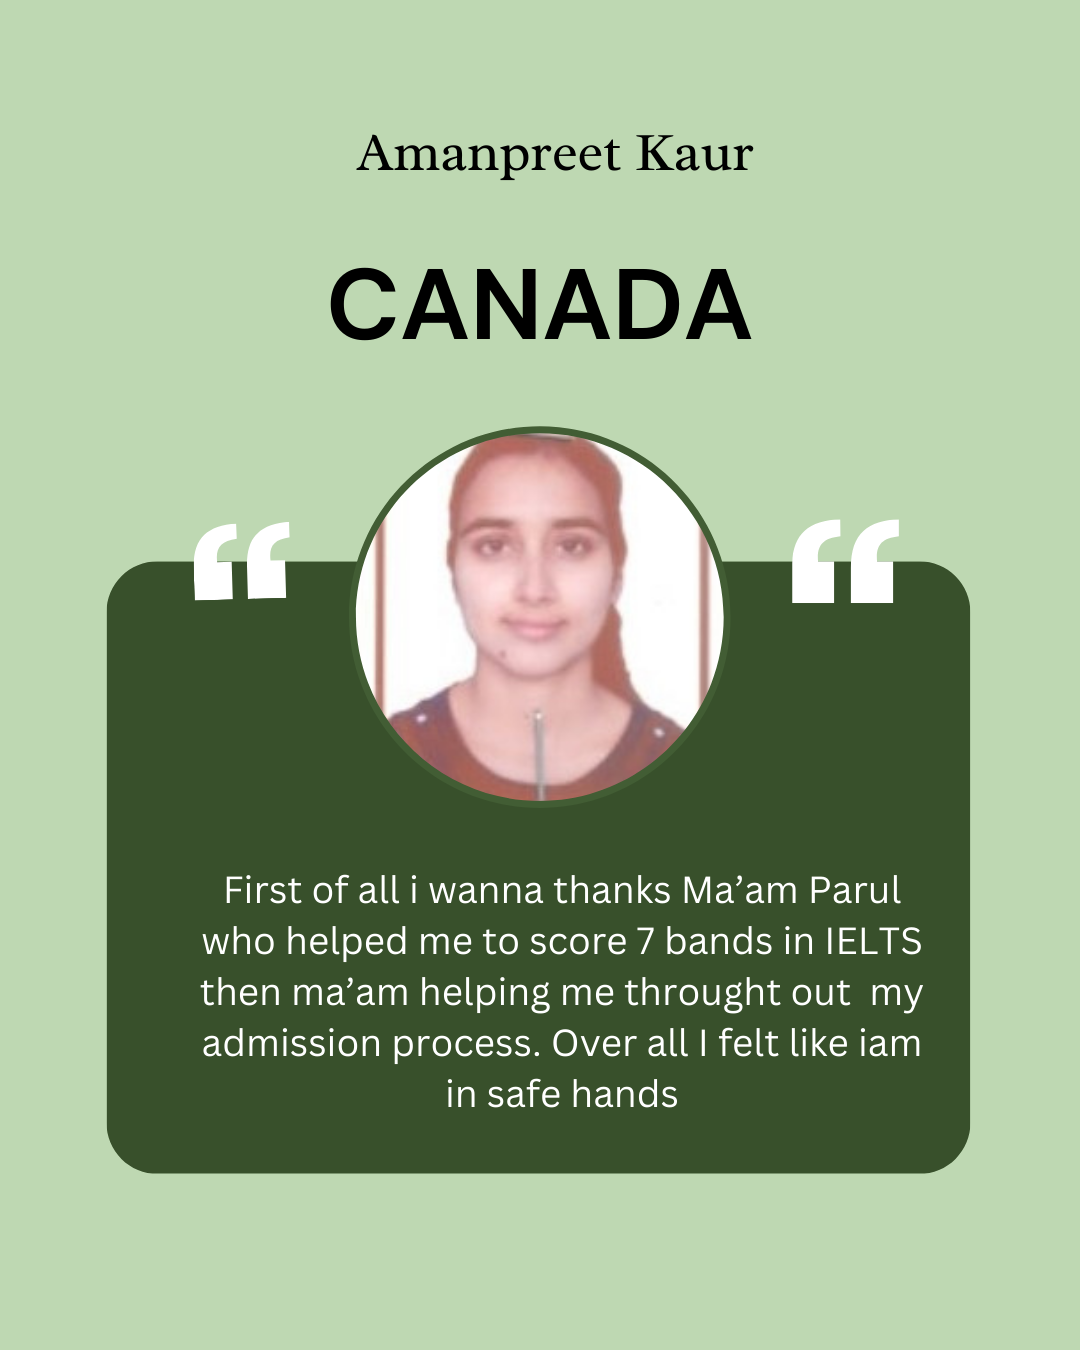 Amanpreet Kaur
CANADA
“ “
First of all i wanna thanks Ma’am Parul
who helped me to score 7 bands in IELTS
then ma’am helping me throught out  my
admission process. Over all I felt like iam
in safe hands